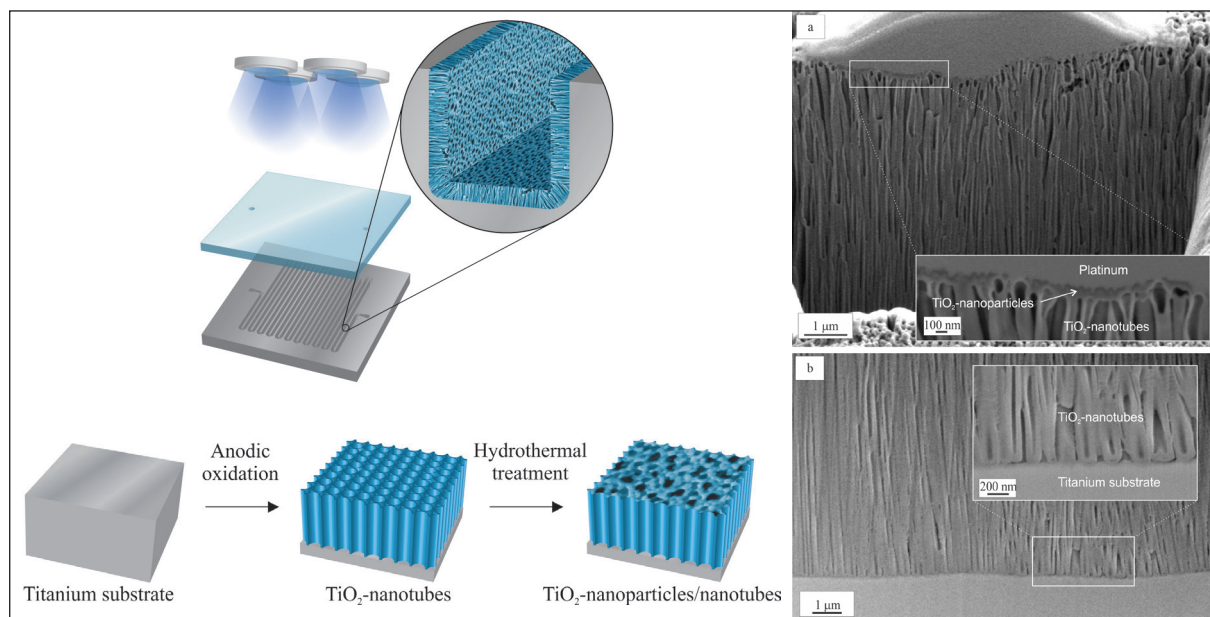 Anodic
oxidation
Hydrothermal
treatment
Titanium substrate
TiO₂-nanotubes
TiO₂-nanoparticles/nanotubes
a
Platinum
TiO₂-nanoparticles
TiO₂-nanotubes
1 μm
100 nm
b
TiO₂-nanotubes
200 nm
Titanium substrate
1 μm